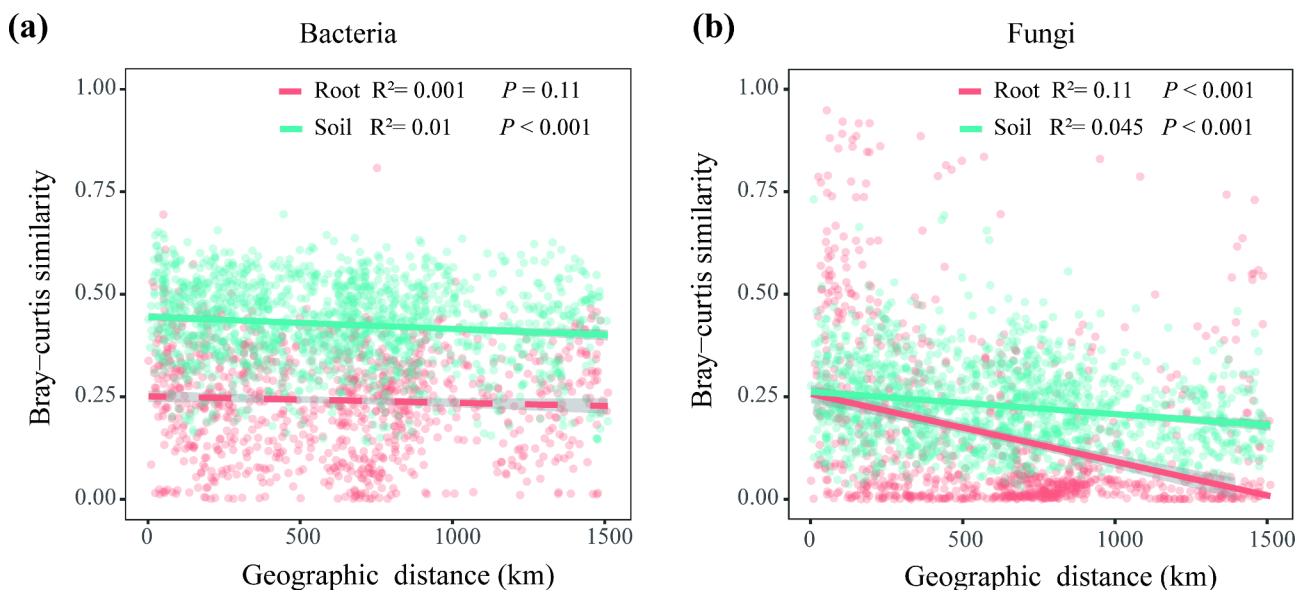 (a)
Bacteria
Root R²= 0.001 P = 0.11
Soil R²= 0.01 P < 0.001
1.00
0.75
0.50
0.25
0.00
Bray−curtis similarity
0 500 1000 1500
Geographic distance (km)
(b)
Fungi
Root R²= 0.11 P < 0.001
Soil R²= 0.045 P < 0.001
1.00
0.75
0.50
0.25
0.00
Bray−curtis similarity
0 500 1000 1500
Geographic distance (km)